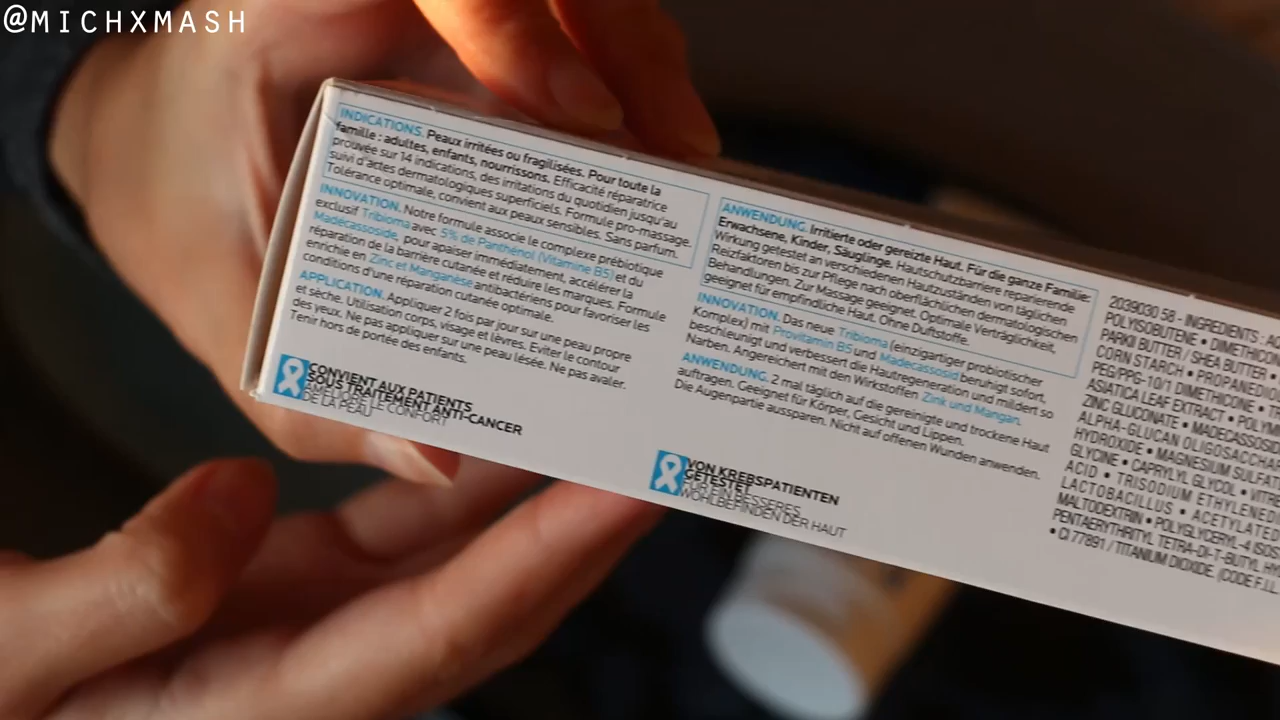 @MICHXMASH
INDICATIONS. Peaux irritées ou fragilisées. Pour toute la
famille : adultes, enfants, nourrissons. Efficacité réparatrice
prouvée sur 14 indications, des irritations du quotidien jusqu'au
suivi d'actes dermatologiques superficiels. Formule pro-massage.
Tolérance optimale, convient aux peaux sensibles. Sans parfum.
INNOVATION. Notre formule associe le complexe prébiotique
exclusif Tribioma avec 5% de Panthénol (Vitamine B5) et du
Madécassoside, pour apaiser immédiatement, accélérer la
réparation de la barrière cutanée et réduire les marques. Formule
enrichie en Zinc et Manganèse antibactériens pour favoriser les
conditions d'une réparation cutanée optimale.
APPLICATION. Appliquer 2 fois par jour sur une peau propre
et sèche. Utilisation corps, visage et lèvres. Eviter le contour
des yeux. Ne pas appliquer sur une peau lésée. Ne pas avaler.
Tenir hors de portée des enfants.
CONVIENT AUX PATIENTS
SOUS TRAITEMENT ANTI-CANCER
LE CONFORT
DE LA PEAU
ANWENDUNG. Irritierte oder gereizte Haut. Für die ganze Familie:
Erwachsene, Kinder, Säuglinge. Hautschutzbarriere reparierende
Wirkung getestet an verschiedenen Hautzuständen von täglichen
Reizfaktoren bis zur Pflege nach oberflächlichen dermatologischen
Behandlungen. Zur Massage geeignet. Optimale Verträglichkeit,
geeignet für empfindliche Haut. Ohne Duftstoffe.
INNOVATION. Das neue Tribioma (einzigartiger probiotischer
Komplex) mit Provitamin B5 und Madecassosid beruhigt sofort,
beschleunigt und verbessert die Hautregeneration und mildert so
Narben. Angereichert mit den Wirkstoffen Zink und Mangan.
ANWENDUNG. 2 mal täglich auf die gereinigte und trockene Haut
auftragen. Geeignet für Körper, Gesicht und Lippen.
Die Augenpartie aussparen. Nicht auf offenen Wunden anwenden.
VON KREBSPATIENTEN
GETESTET
FÜR EIN BESSERES
WOHLBEFINDEN DER HAUT
2039030 58 - INGREDIENTS :
POLYISOBUTENE • DIMETHICON
PARKII BUTTER / SHEA BUTTER •
CORN STARCH • PROPANEDIO
PEG/PPG-10/1 DIMETHICONE •
ASIATICA LEAF EXTRACT • POLYM
ZINC GLUCONATE • MADECASSOSID
ALPHA-GLUCAN OLIGOSACCHA
HYDROXIDE • MAGNESIUM SULFAT
GLYCINE • CAPRYLYL GLYCOL • VITRE
ACID • TRISODIUM ETHYLENED
LACTOBACILLUS • ACETYLATED
MALTODEXTRIN • POLYGLYCERYL-4 ISOS
PENTAERYTHRITYL TETRA-DI-T-BUTYL HY
• CI 77891 / TITANIUM DIOXIDE. (CODE F.I.L.